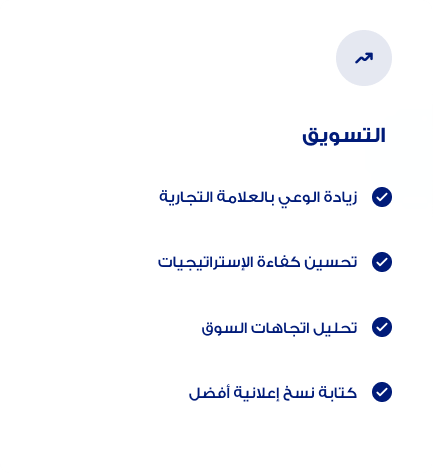 التسويق
زيادة الوعي بالعلامة التجارية
تحسين كفاءة الإستراتيجيات
تحليل اتجاهات السوق
كتابة نسخ إعلانية أفضل